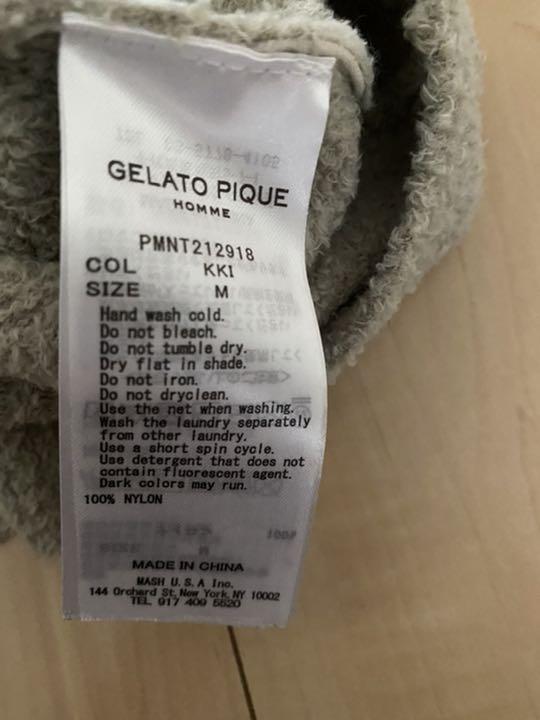 GELATO PIQUE
HOMME
PMNT212918
COL KKI
SIZE M
Hand wash cold.
Do not bleach.
Do not tumble dry.
Dry flat in shade.
Do not iron.
Do not dryclean.
Use the net when washing.
Wash the laundry separately
from other laundry.
Use a short spin cycle.
Use detergent that does not
contain fluorescent agent.
Dark colors may run.
100% NYLON
MADE IN CHINA
MASH U.S.A Inc.
144 Orchard St, New York, NY 10002
TEL 917 409 5520